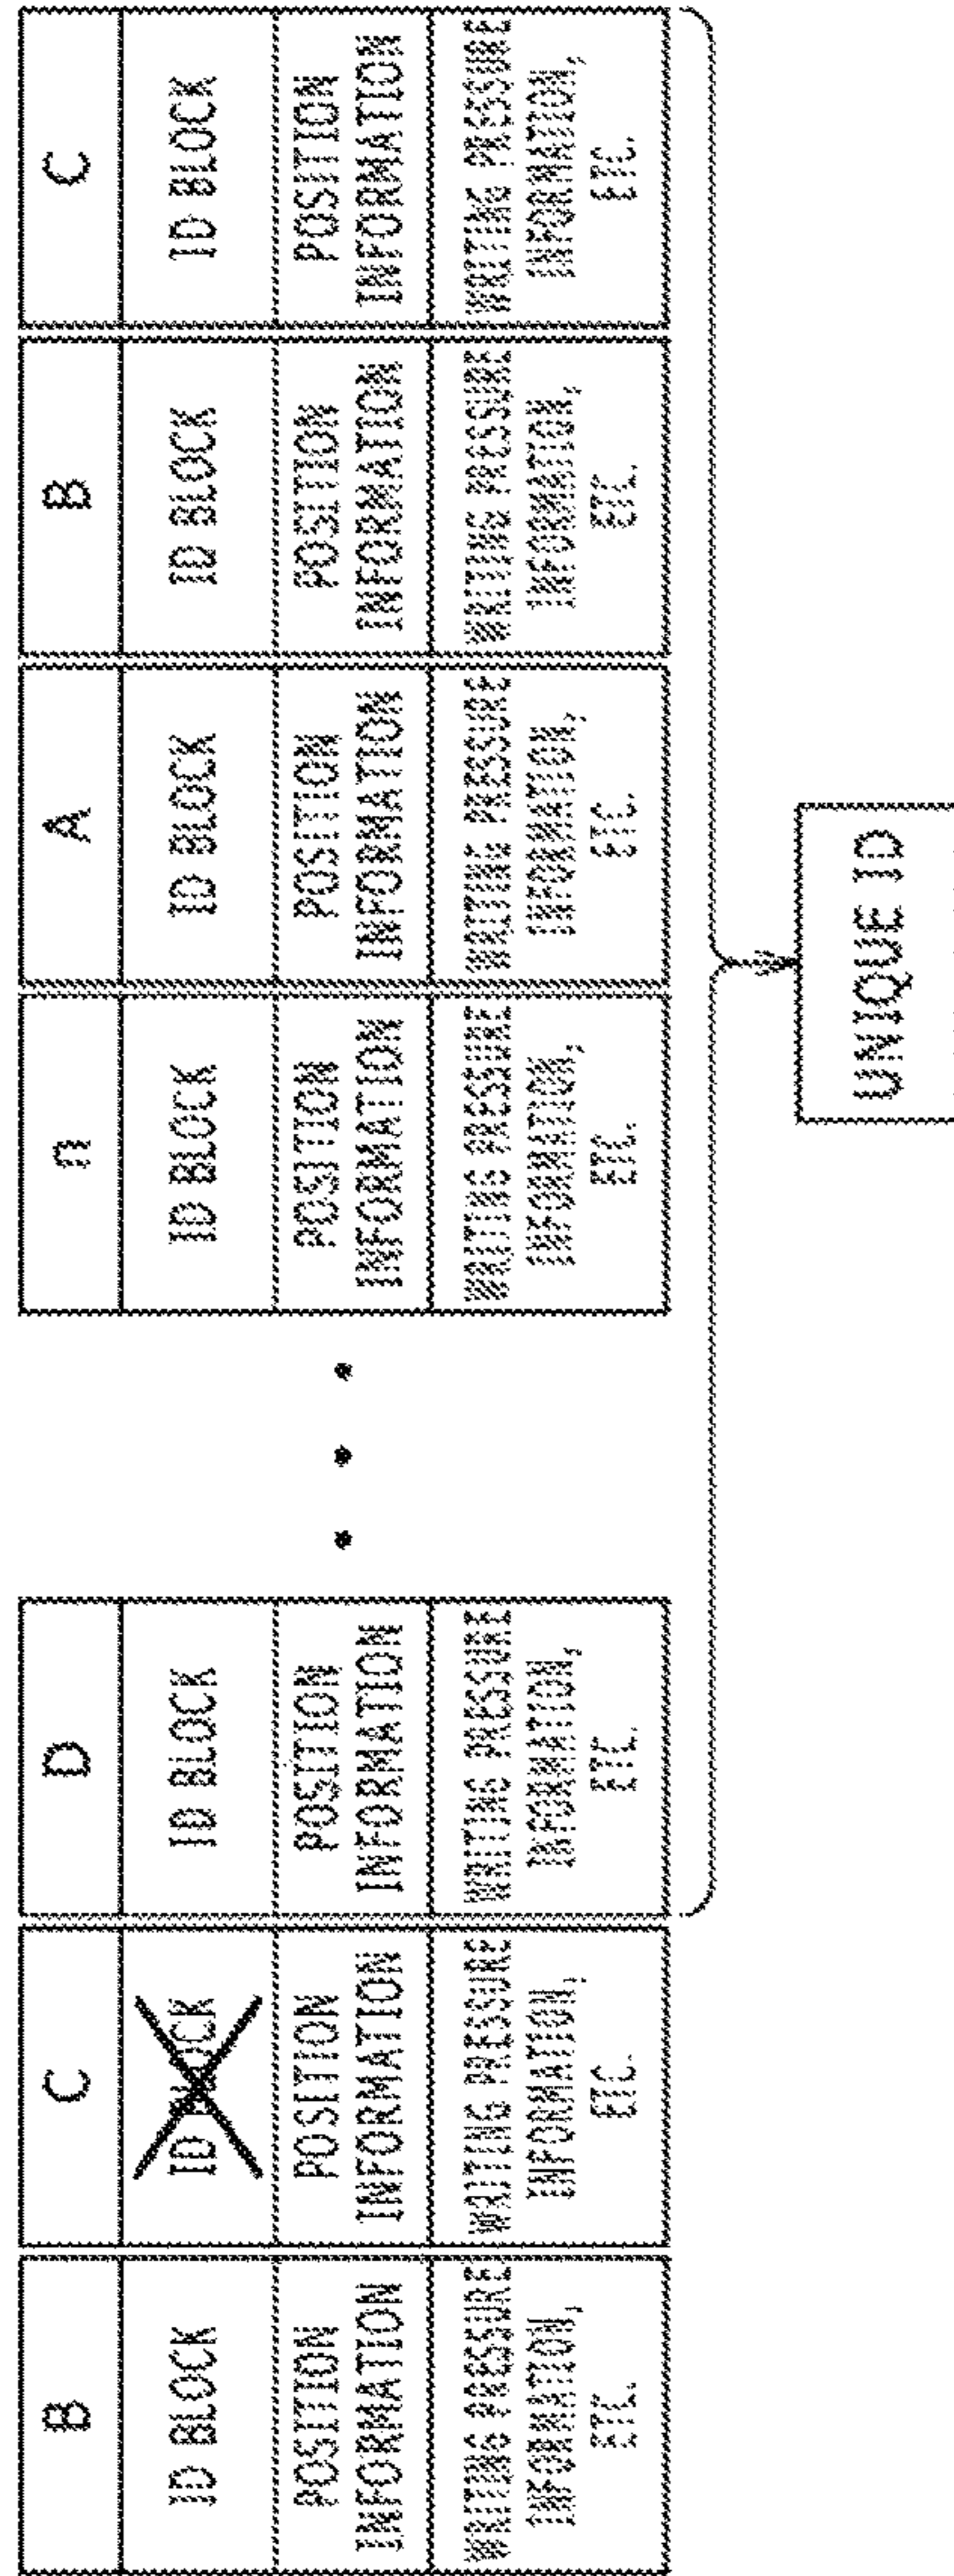 B
ID BLOCK
POSITION
INFORMATION
WRITING PRESSURE
INFORMATION,
ETC.
C
ID BLOCK
POSITION
INFORMATION
WRITING PRESSURE
INFORMATION,
ETC.
D
ID BLOCK
POSITION
INFORMATION
WRITING PRESSURE
INFORMATION,
ETC.
n
ID BLOCK
POSITION
INFORMATION
WRITING PRESSURE
INFORMATION,
ETC.
A
ID BLOCK
POSITION
INFORMATION
WRITING PRESSURE
INFORMATION,
ETC.
B
ID BLOCK
POSITION
INFORMATION
WRITING PRESSURE
INFORMATION,
ETC.
C
ID BLOCK
POSITION
INFORMATION
WRITING PRESSURE
INFORMATION,
ETC.
UNIQUE ID